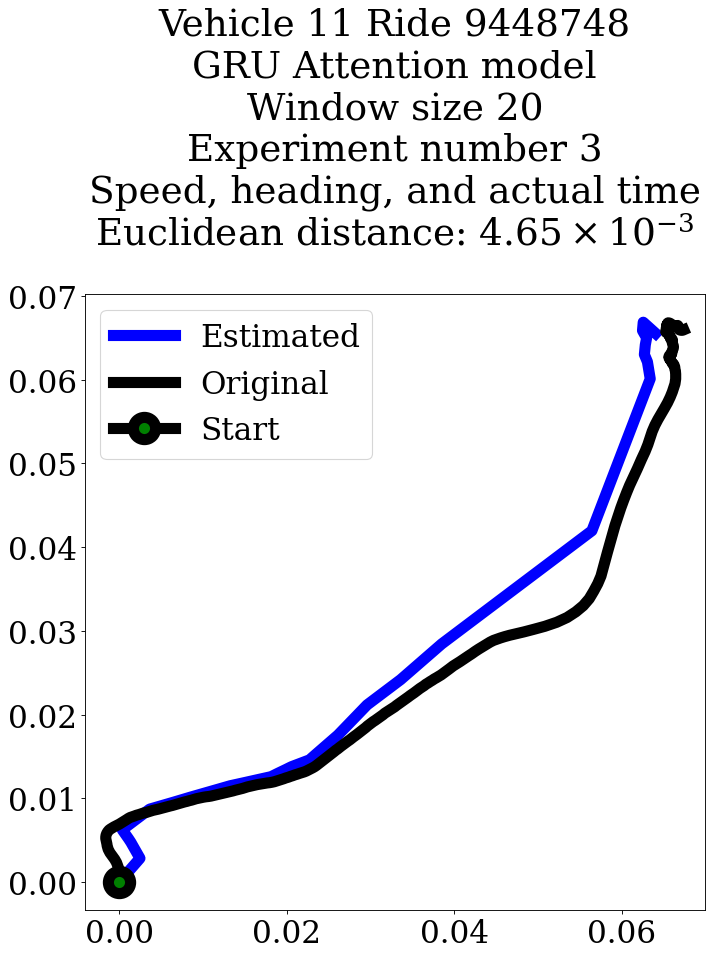 Vehicle 11 Ride 9448748
GRU Attention model
Window size 20
Experiment number 3
Speed, heading, and actual time
Euclidean distance: 4.65 × 10⁻³
0.07
0.06
0.05
0.04
0.03
0.02
0.01
0.00
Estimated
Original
Start
0.00 0.02 0.04 0.06